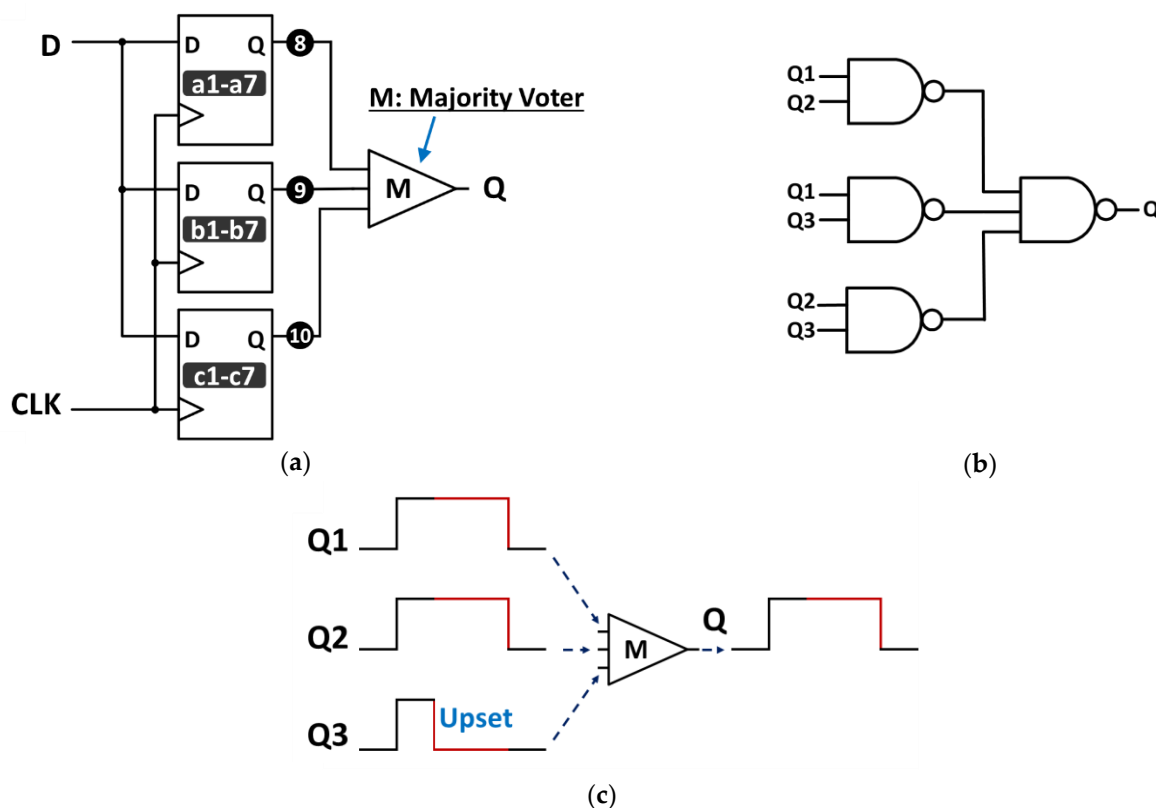 D
D Q 8
a1-a7
M: Majority Voter
D Q 9
b1-b7
M Q
D Q 10
c1-c7
CLK
(a)
Q1
Q2
Q1
Q3
Q
Q2
Q3
(b)
Q1
Q2
M
Q
Q3
Upset
(c)